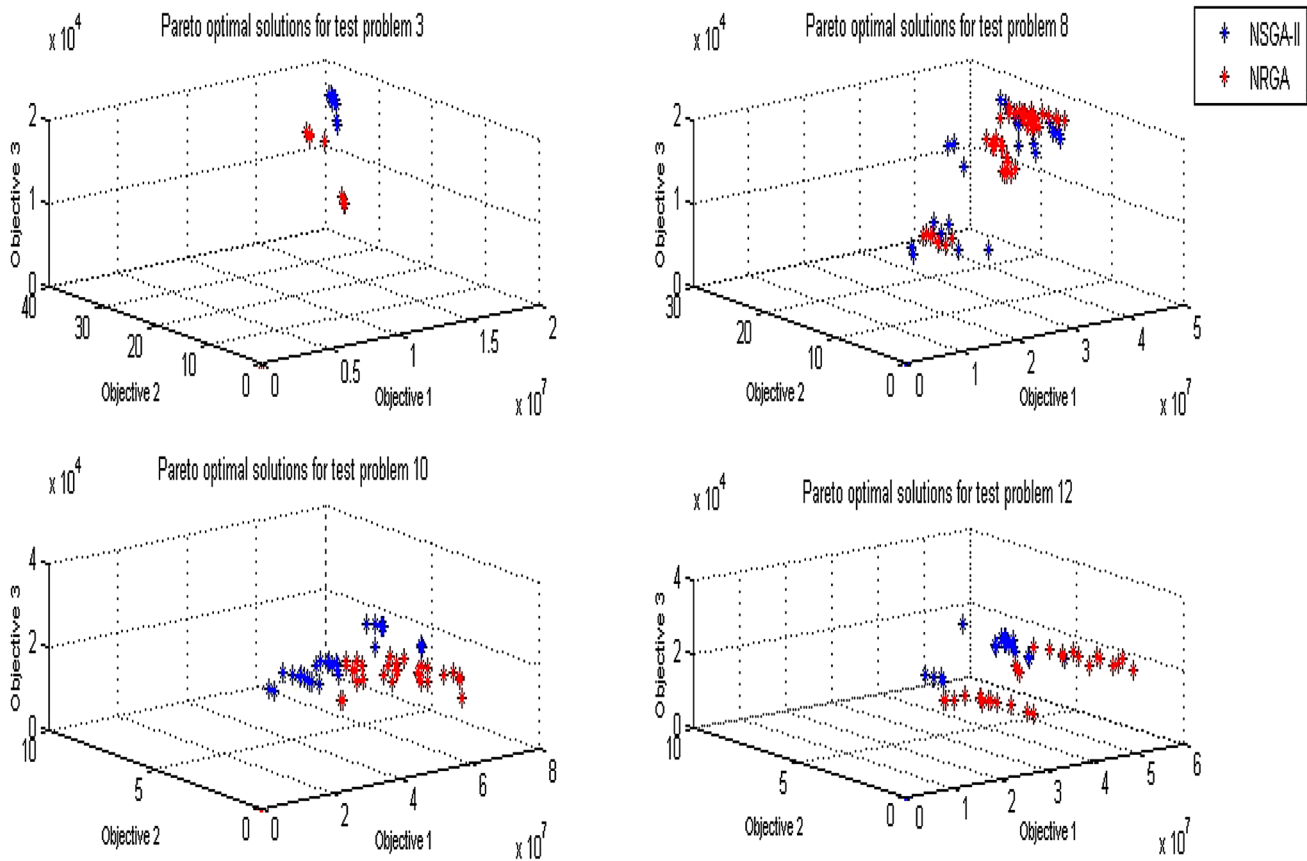 Pareto optimal solutions for test problem 3
x 10^4
2
1
0
Objective 3
40
30
20
10
0
Objective 2
0
0.5
1
1.5
2
Objective 1
x 10^7
Pareto optimal solutions for test problem 8
x 10^4
2
1
0
Objective 3
30
20
10
0
Objective 2
0
1
2
3
4
5
Objective 1
x 10^7
NSGA-II
NRGA
Pareto optimal solutions for test problem 10
x 10^4
4
2
0
Objective 3
10
5
0
Objective 2
0
2
4
6
8
Objective 1
x 10^7
Pareto optimal solutions for test problem 12
x 10^4
4
2
0
Objective 3
10
5
0
Objective 2
0
1
2
3
4
5
6
Objective 1
x 10^7